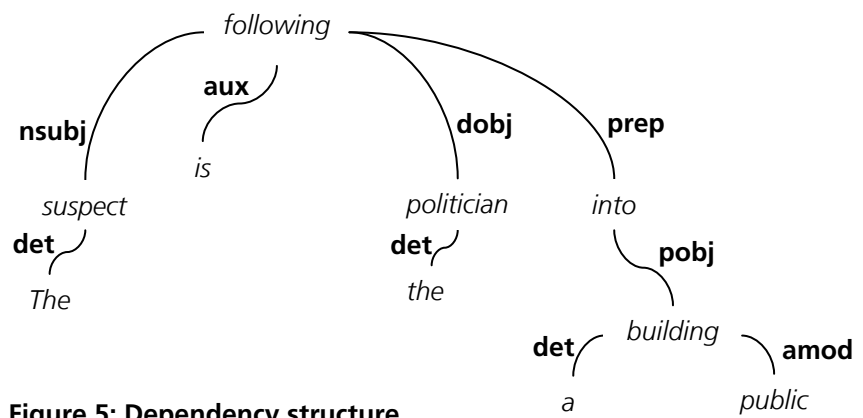 following
aux
nsubj
dobj
prep
is
suspect
politician
into
det
det
pobj
The
the
building
det
amod
a
public
Figure 5: Dependency structure